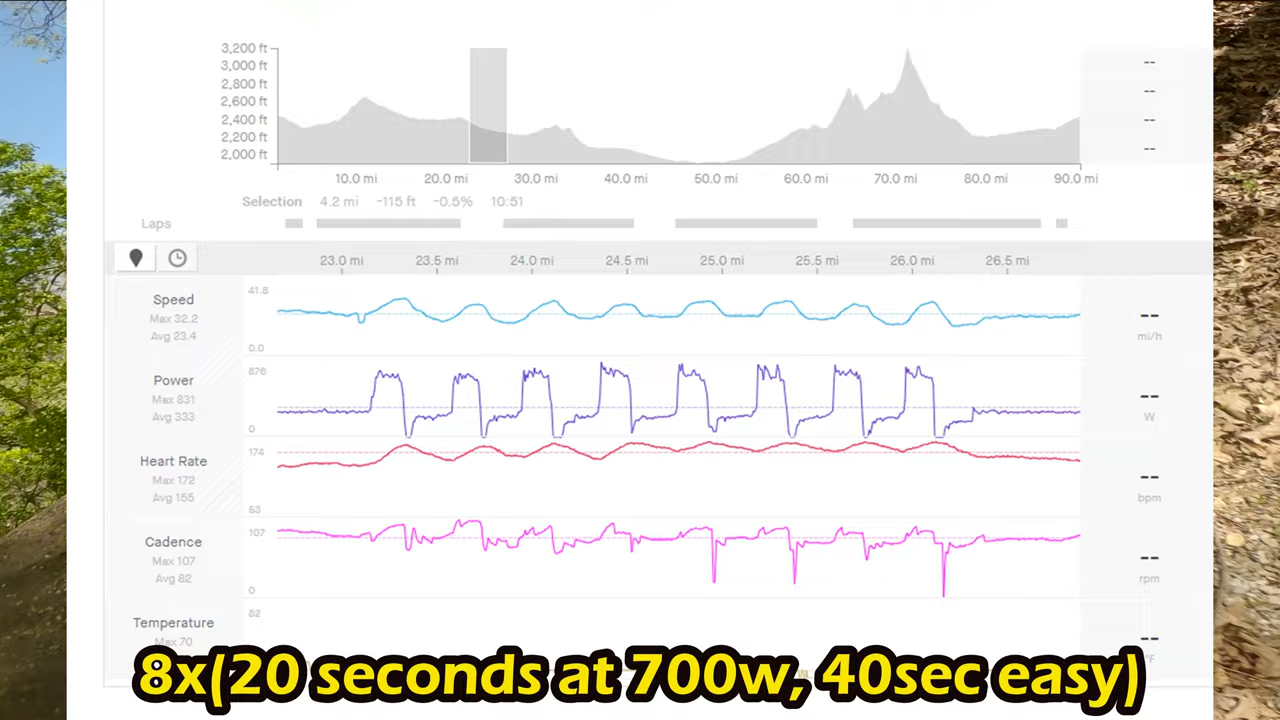 3,200 ft
3,000 ft
2,800 ft
2,600 ft
2,400 ft
2,200 ft
2,000 ft
--
--
--
--
10.0 mi 20.0 mi 30.0 mi 40.0 mi 50.0 mi 60.0 mi 70.0 mi 80.0 mi 90.0 mi
Selection 4.2 mi -115 ft -0.5% 10:51
Laps
23.0 mi 23.5 mi 24.0 mi 24.5 mi 25.0 mi 25.5 mi 26.0 mi 26.5 mi
Speed
Max 32.2
Avg 23.4
41.8
0.0
--
mi/h
Power
Max 831
Avg 333
876
0
--
W
Heart Rate
Max 172
Avg 155
174
53
--
bpm
Cadence
Max 107
Avg 82
107
0
--
rpm
Temperature
Max 70
82
--
8x(20 seconds at 700w, 40sec easy)